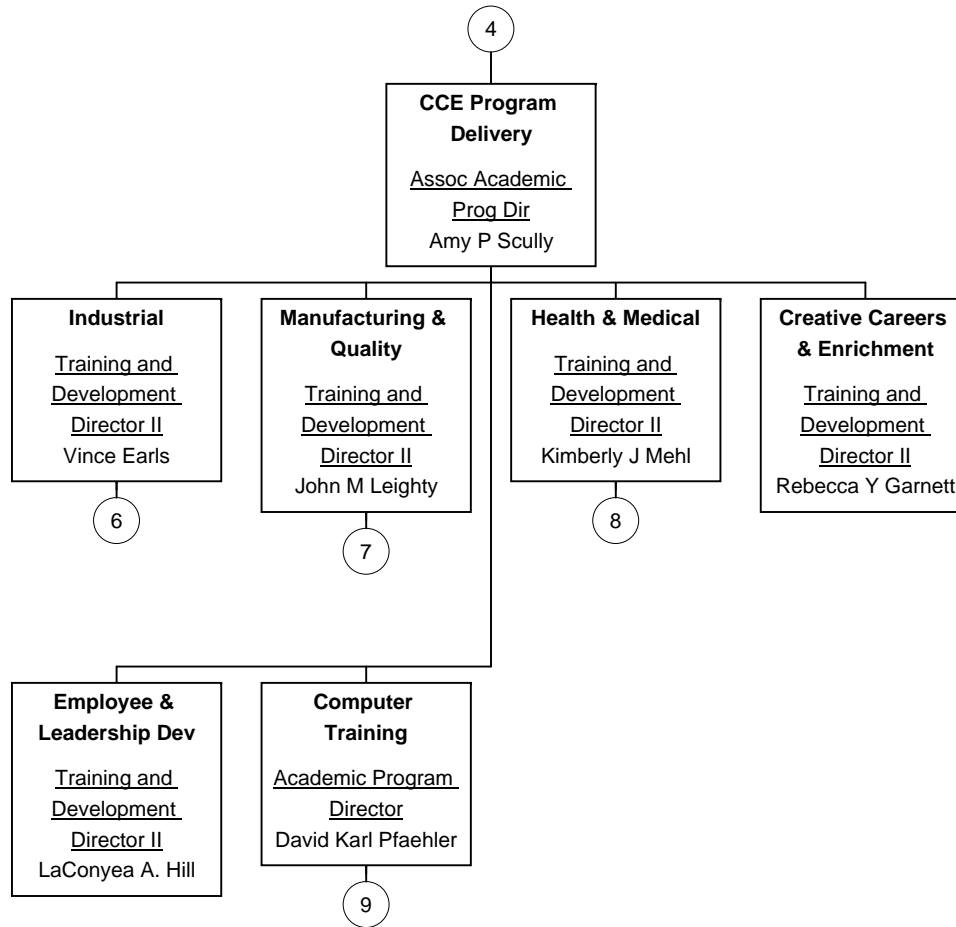 4
CCE Program
Delivery
Assoc Academic
Prog Dir
Amy P Scully
Industrial
Training and
Development
Director II
Vince Earls
6
Manufacturing &
Quality
Training and
Development
Director II
John M Leighty
7
Health & Medical
Training and
Development
Director II
Kimberly J Mehl
8
Creative Careers
& Enrichment
Training and
Development
Director II
Rebecca Y Garnett
Employee &
Leadership Dev
Training and
Development
Director II
LaConyea A. Hill
Computer
Training
Academic Program
Director
David Karl Pfaehler
9